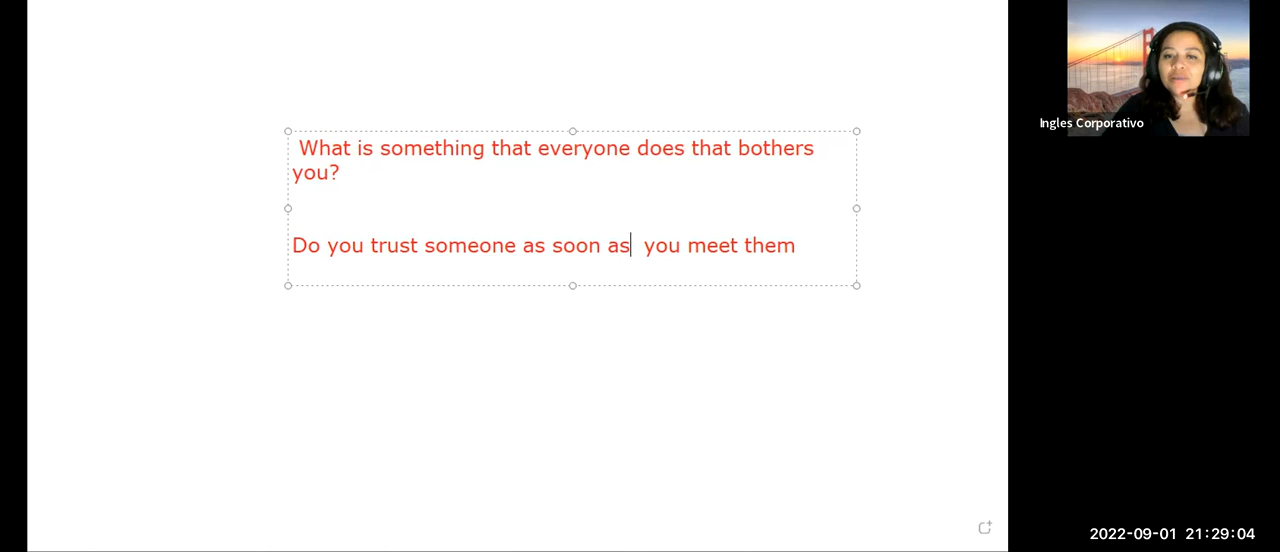 What is something that everyone does that bothers
you?
Do you trust someone as soon as you meet them
Ingles Corporativo
2022-09-01 21:29:04